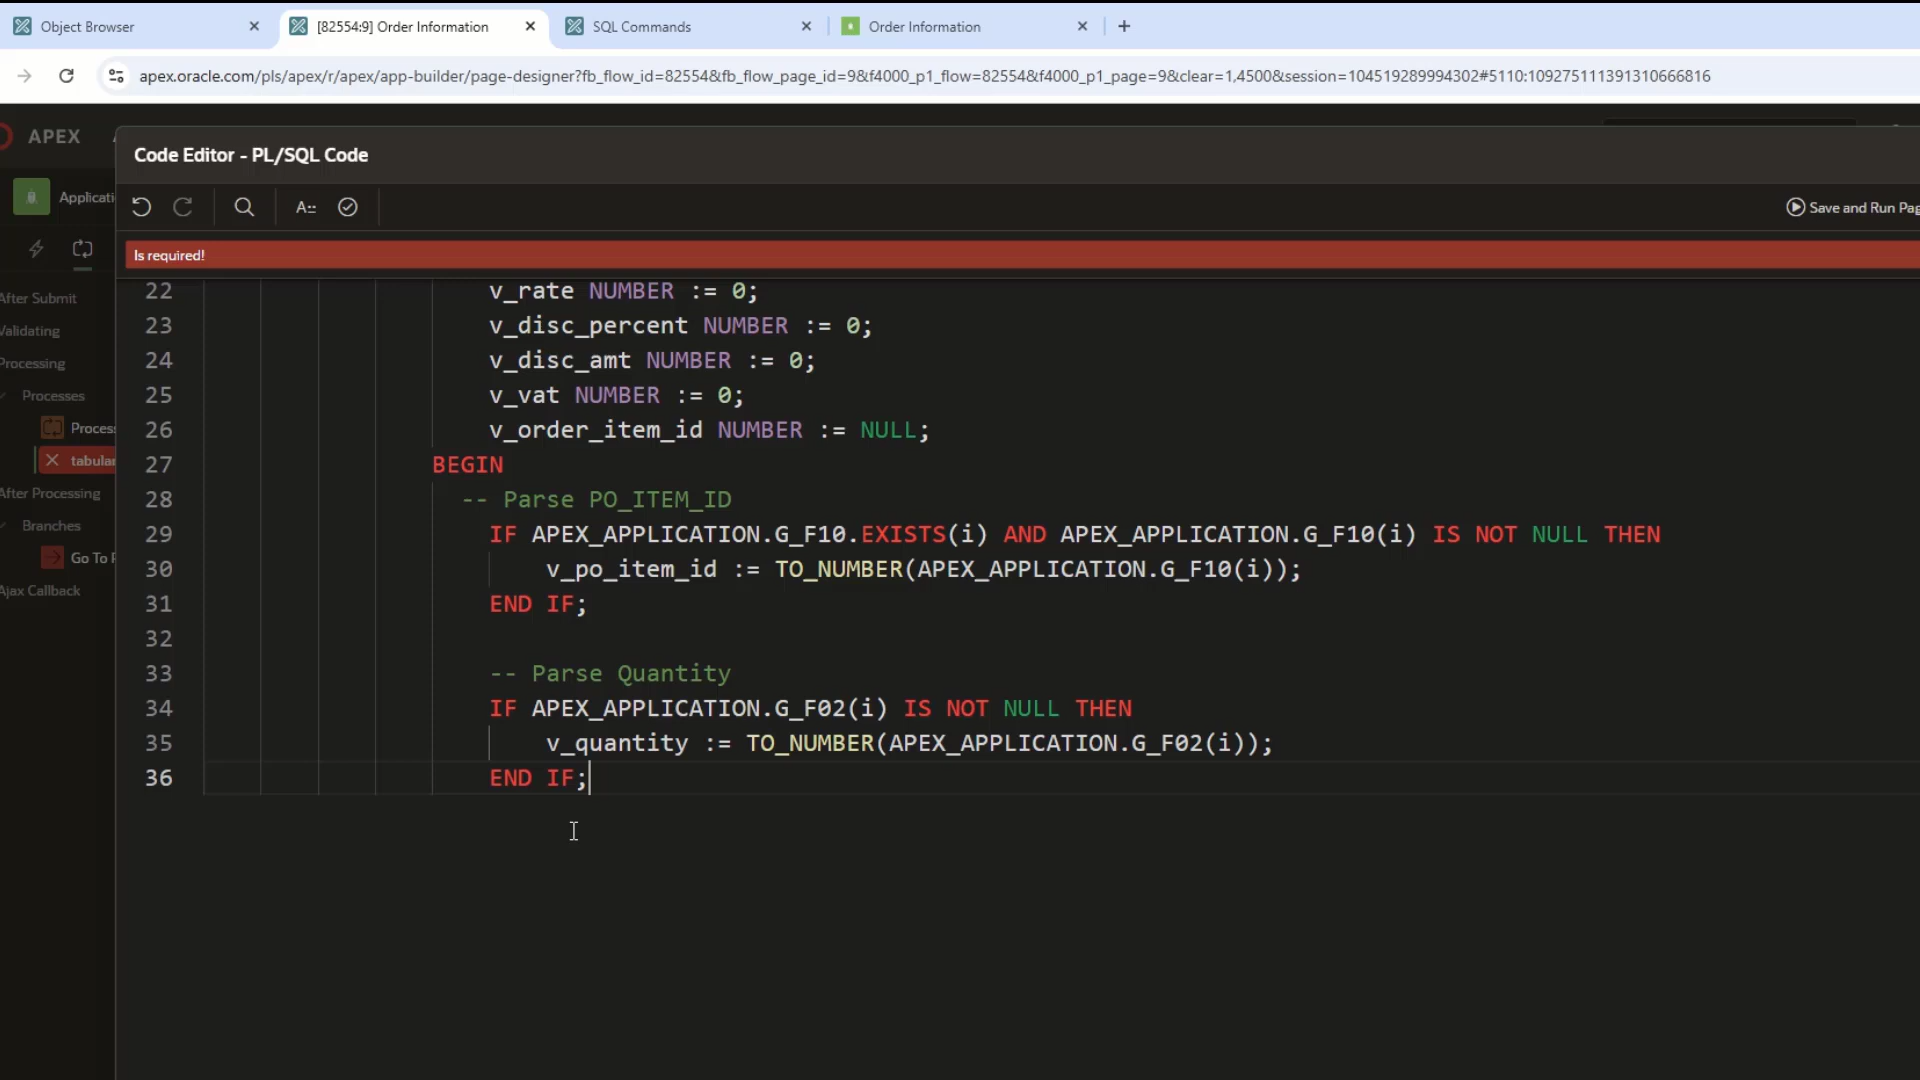 Object Browser
[82554:9] Order Information
SQL Commands
Order Information
apex.oracle.com/pls/apex/r/apex/app-builder/page-designer?fb_flow_id=82554&fb_flow_page_id=9&f4000_p1_flow=82554&f4000_p1_page=9&clear=1,4500&session=104519289994302#5110:109275111391310666816
APEX
Code Editor - PL/SQL Code
Applicati
Save and Run Pag
Is required!
After Submit
Validating
Processing
Processes
Proces
tabular
After Processing
Branches
Go To P
Ajax Callback
22 v_rate NUMBER := 0;
23 v_disc_percent NUMBER := 0;
24 v_disc_amt NUMBER := 0;
25 v_vat NUMBER := 0;
26 v_order_item_id NUMBER := NULL;
27 BEGIN
28 -- Parse PO_ITEM_ID
29 IF APEX_APPLICATION.G_F10.EXISTS(i) AND APEX_APPLICATION.G_F10(i) IS NOT NULL THEN
30 v_po_item_id := TO_NUMBER(APEX_APPLICATION.G_F10(i));
31 END IF;
32
33 -- Parse Quantity
34 IF APEX_APPLICATION.G_F02(i) IS NOT NULL THEN
35 v_quantity := TO_NUMBER(APEX_APPLICATION.G_F02(i));
36 END IF;